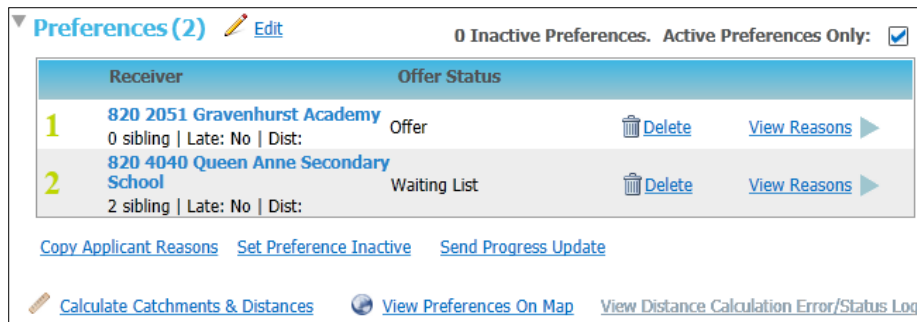 Preferences (2) Edit
0 Inactive Preferences. Active Preferences Only:
Receiver Offer Status
1 820 2051 Gravenhurst Academy Offer Delete View Reasons
0 sibling | Late: No | Dist:
2 820 4040 Queen Anne Secondary
School Waiting List Delete View Reasons
2 sibling | Late: No | Dist:
Copy Applicant Reasons Set Preference Inactive Send Progress Update
Calculate Catchments & Distances View Preferences On Map View Distance Calculation Error/Status Log